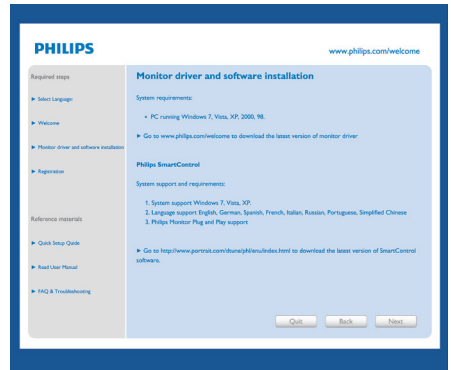 PHILIPS
www.philips.com/welcome
Required steps
► Select Language:
► Welcome
► Monitor driver and software installation
► Registration
Reference materials
► Quick Setup Guide
► Read User Manual
► FAQ & Troubleshooting
Monitor driver and software installation
System requirements:
• PC running Windows 7, Vista, XP, 2000, 98.
► Go to www.philips.com/welcome to download the latest version of monitor driver
Philips SmartControl
System support and requirements:
1. System support Windows 7, Vista, XP.
2. Language support English, German, Spanish, French, Italian, Russian, Portuguese, Simplified Chinese
3. Philips Monitor Plug and Play support
► Go to http://www.portrait.com/dtune/phl/enu/index.html to download the latest version of SmartControl
software.
Quit
Back
Next